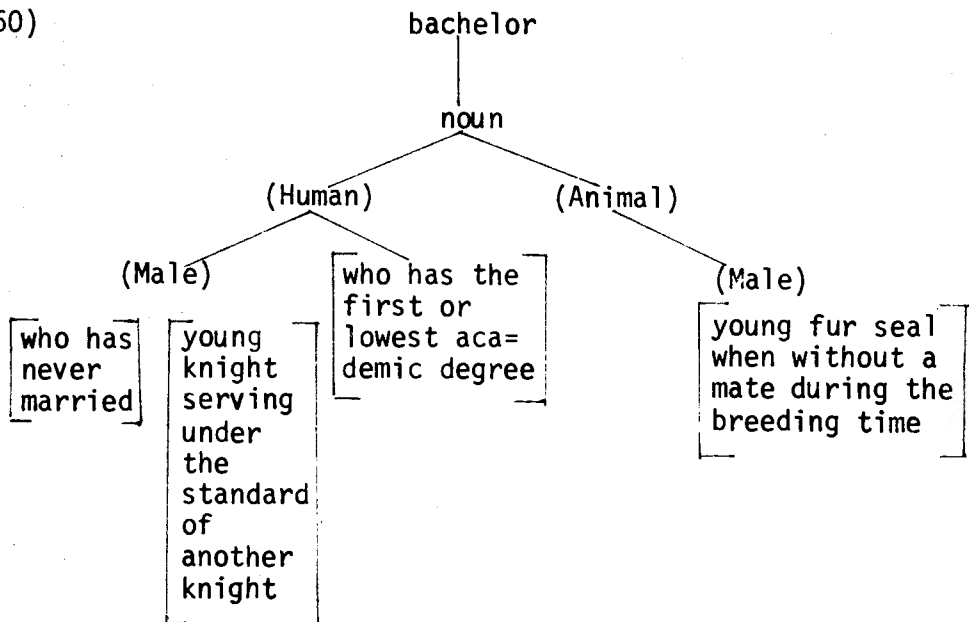 60)
bachelor
noun
(Human)
(Animal)
(Male)
who has
never
married
young
knight
serving
under
the
standard
of
another
knight
who has the
first or
lowest aca=
demic degree
(Male)
young fur seal
when without a
mate during the
breeding time